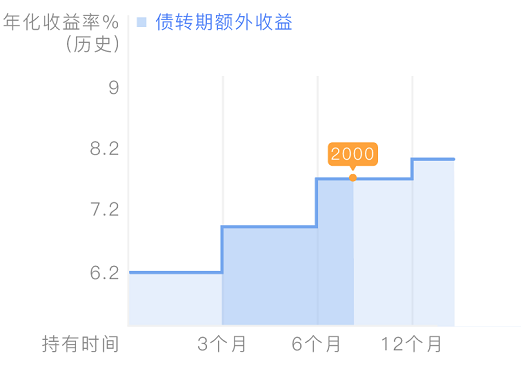 年化收益率%
(历史)
债转期额外收益
9
8.2
2000
7.2
6.2
持有时间
3个月
6个月
12个月